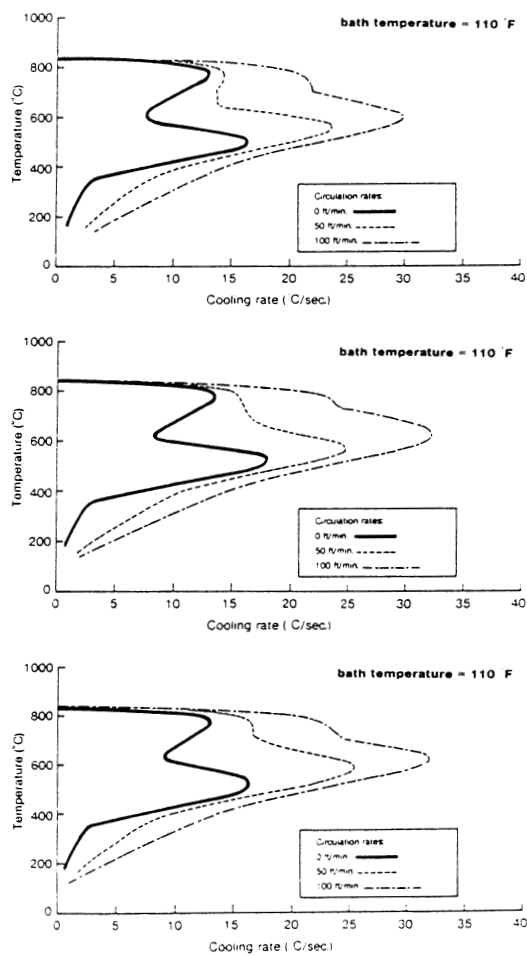 bath temperature = 110 °F
1000
800
600
400
200
0
Temperature (°C)
0 5 10 15 20 25 30 35 40
Cooling rate (°C/sec.)
Circulation rates
0 ft/min.
50 ft/min.
100 ft/min.
bath temperature = 110 °F
1000
800
600
400
200
0
Temperature (°C)
0 5 10 15 20 25 30 35 40
Cooling rate (°C/sec.)
Circulation rates
0 ft/min.
50 ft/min.
100 ft/min.
bath temperature = 110 °F
1000
800
600
400
200
0
Temperature (°C)
0 5 10 15 20 25 30 35 40
Cooling rate (°C/sec.)
Circulation rates
0 ft/min.
50 ft/min.
100 ft/min.